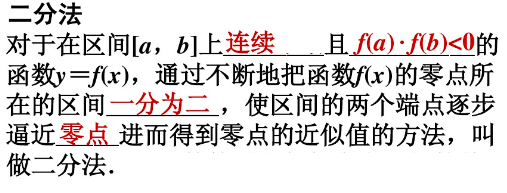 二分法
对于在区间[a，b]上连续 且 f(a)·f(b)<0的
函数y＝f(x)，通过不断地把函数f(x)的零点所
在的区间一分为二，使区间的两个端点逐步
逼近零点进而得到零点的近似值的方法，叫
做二分法．